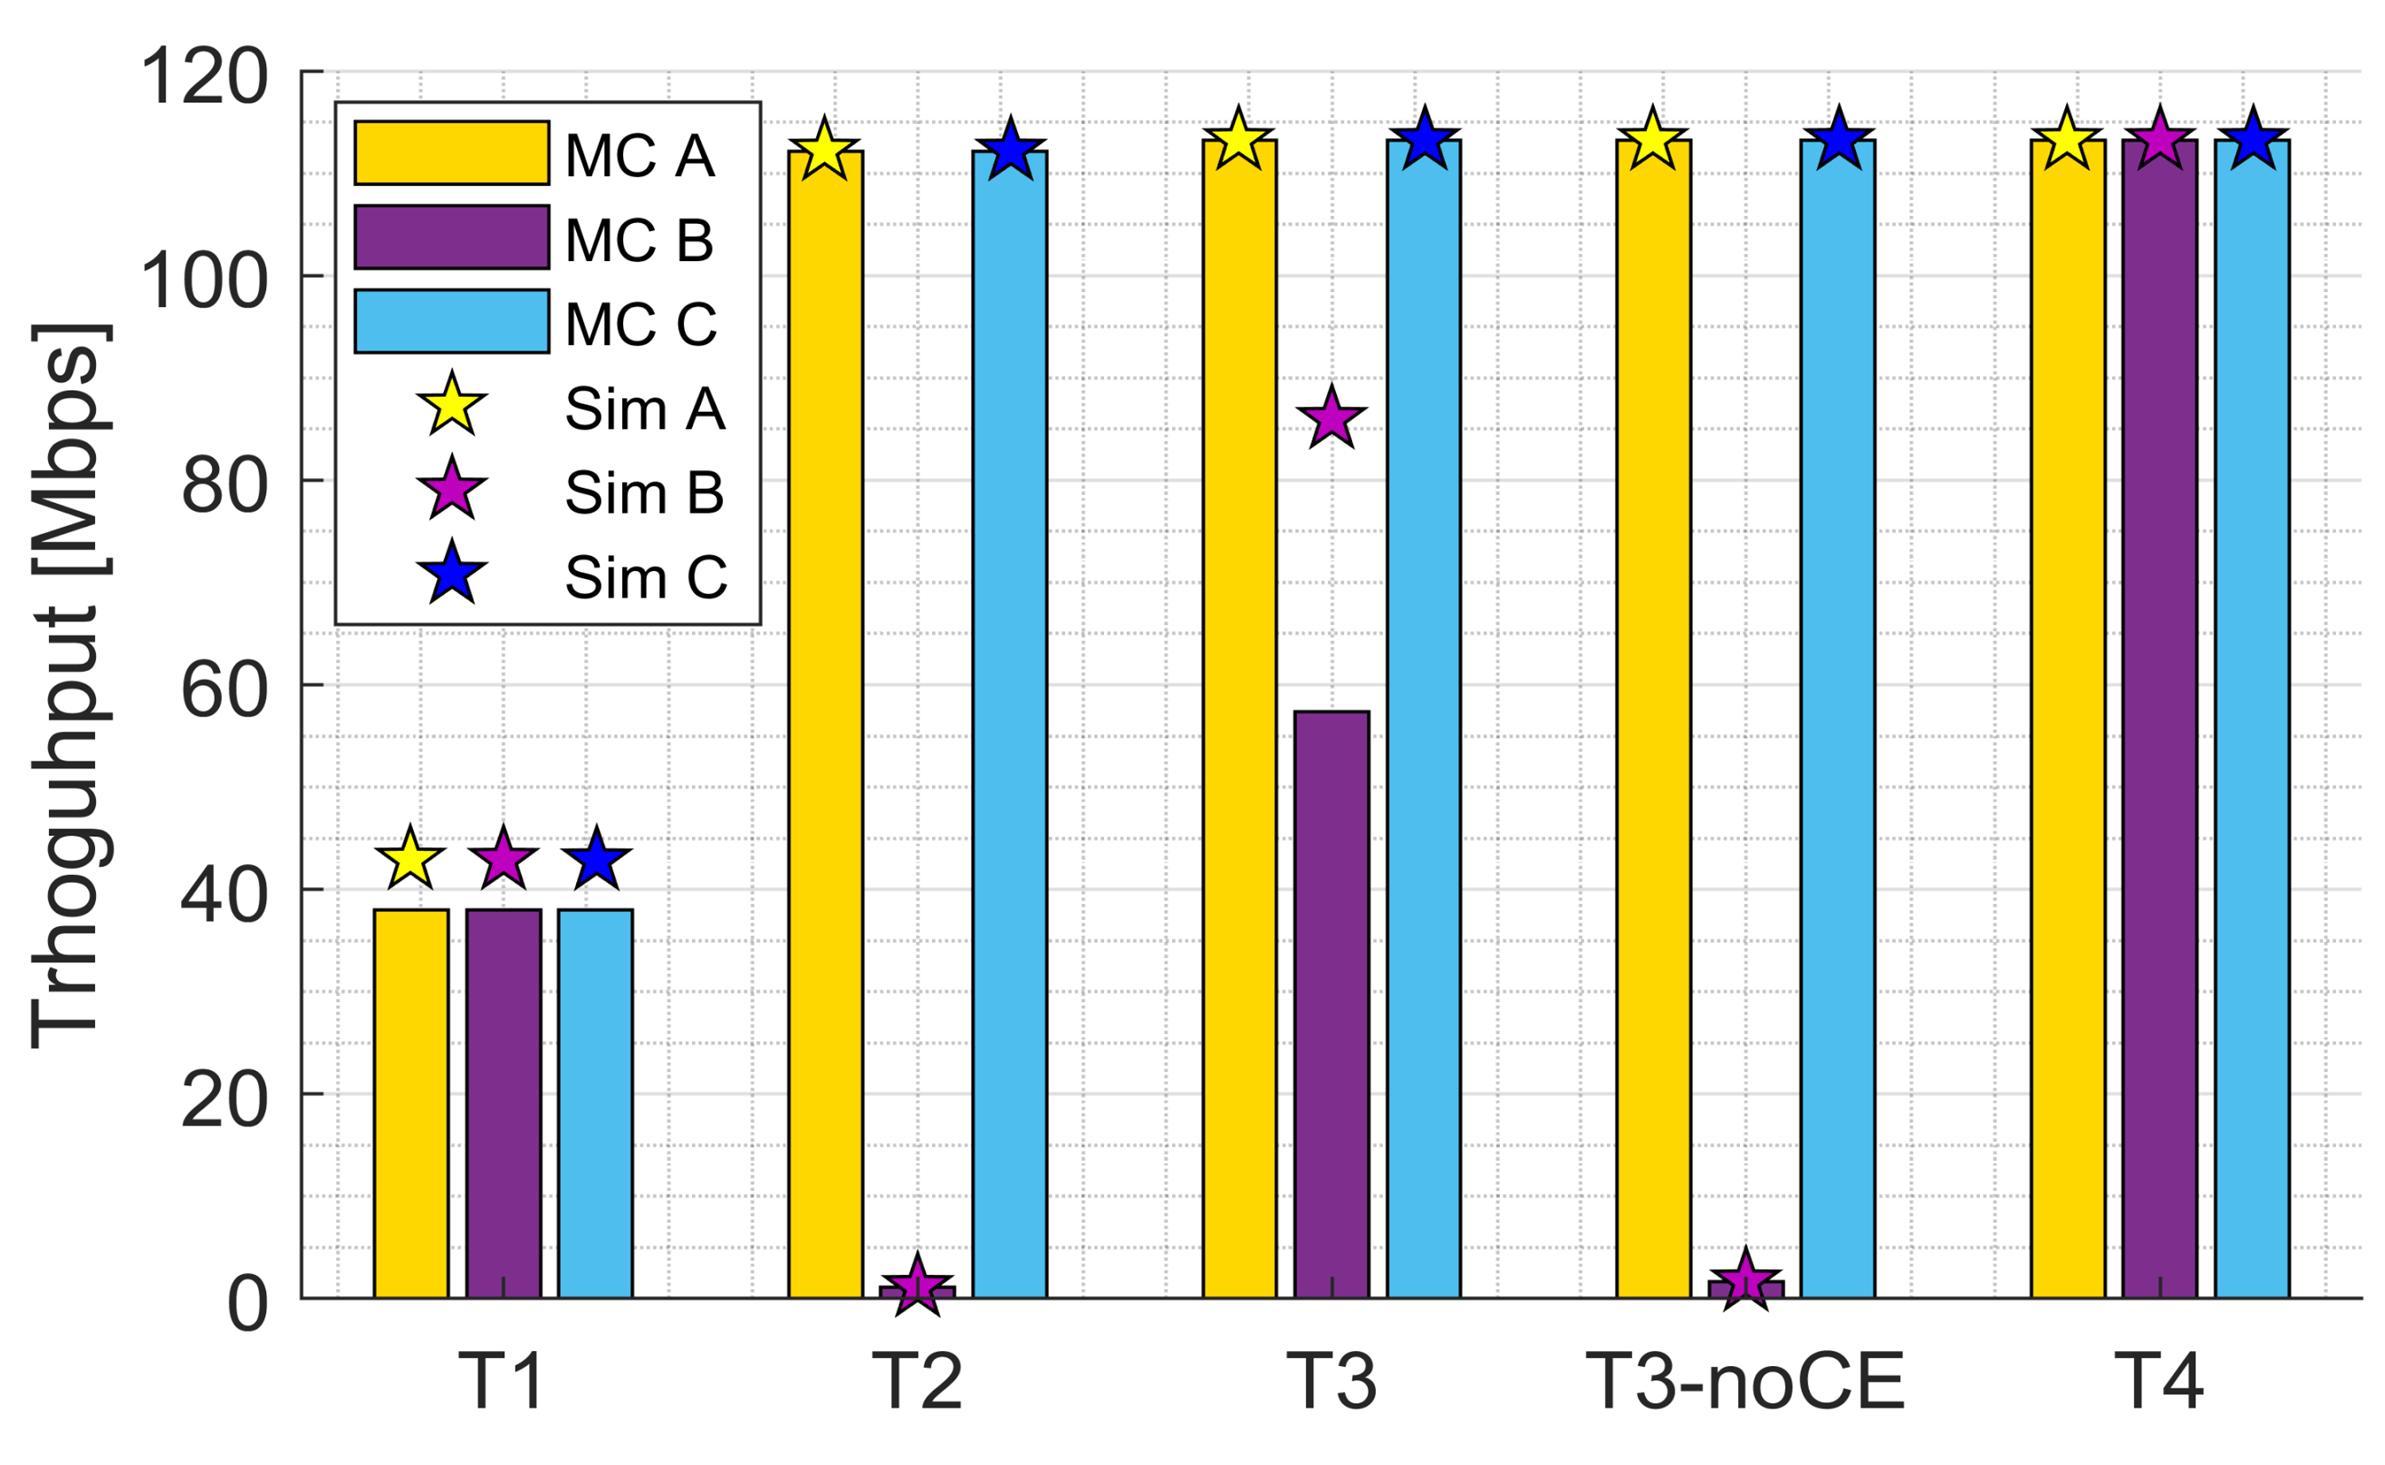 Trhoguhput [Mbps]
120
100
80
60
40
20
0
MC A
MC B
MC C
Sim A
Sim B
Sim C
T1 T2 T3 T3-noCE T4